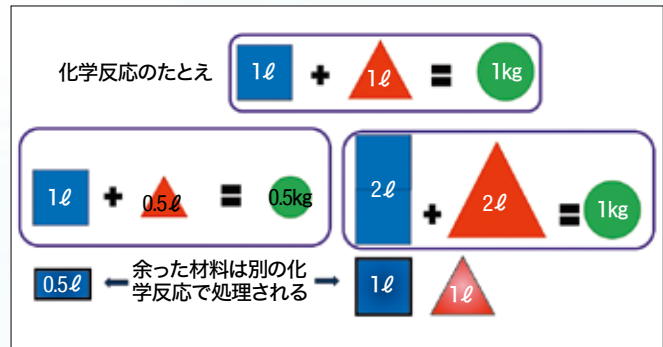 化学反応のたとえ
1ℓ + 1ℓ = 1kg
1ℓ + 0.5ℓ = 0.5kg
2ℓ + 2ℓ = 1kg
0.5ℓ ← 余った材料は別の化 → 1ℓ 1ℓ
学反応で処理される